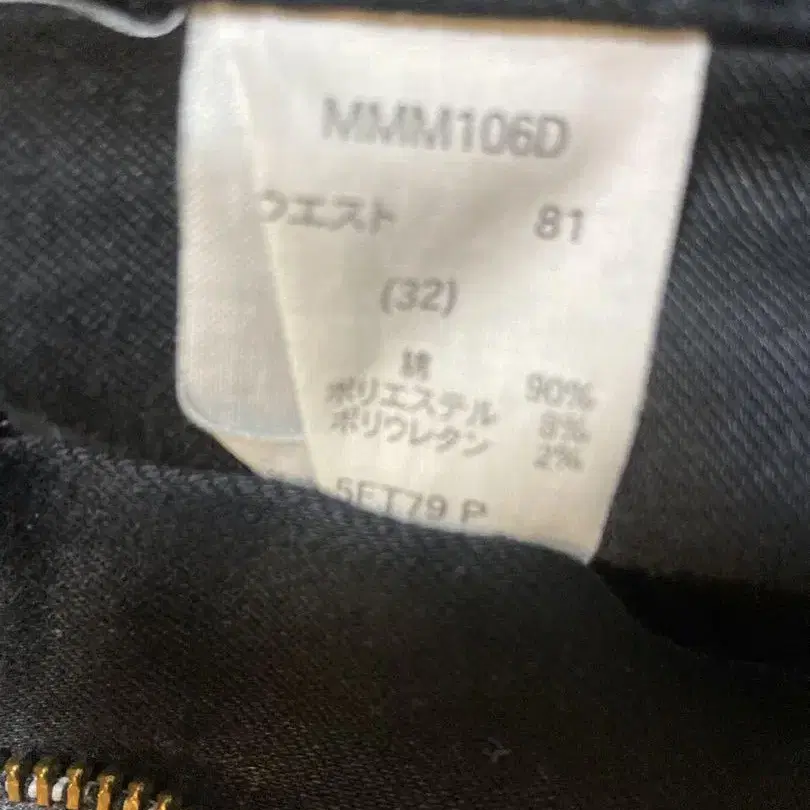 MMM106D
ウエスト 81
(32)
綿 90%
ポリエステル 8%
ポリウレタン 2%
5FT79 P